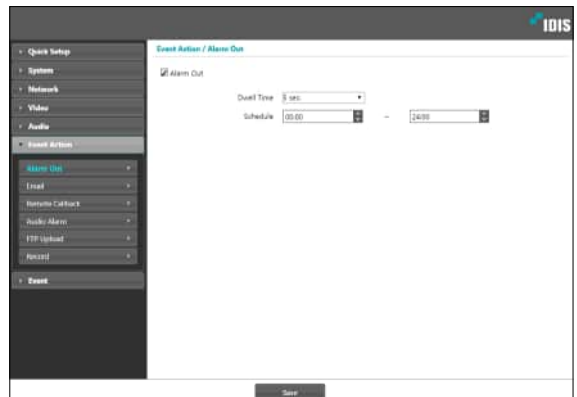 IDIS
Quick Setup
System
Network
Video
Audio
Event Action
Alarm Out
Email
Remote Callback
Audio Alarm
FTP Upload
Record
Event
Event Action / Alarm Out
Alarm Out
Dwell Time 5 sec
Schedule 00:00 ~ 24:00
Save